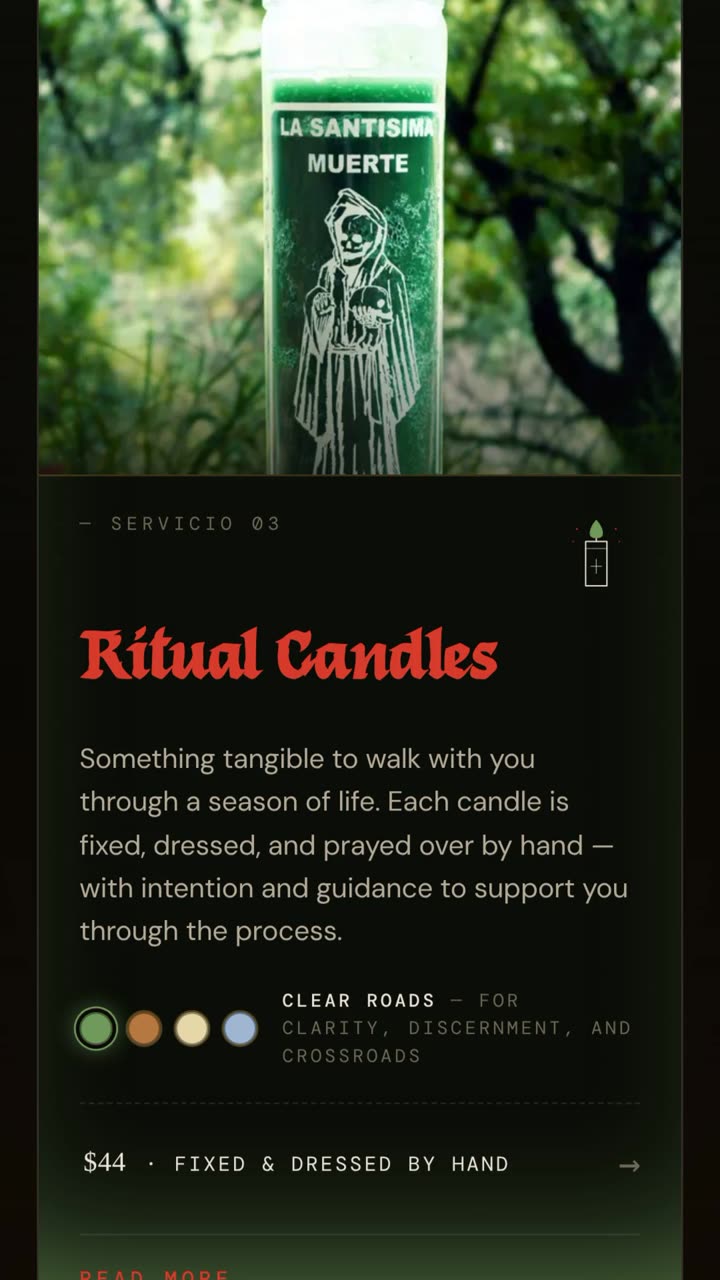 LA SANTISIMA
MUERTE
— SERVICIO 03
Ritual Candles
Something tangible to walk with you
through a season of life. Each candle is
fixed, dressed, and prayed over by hand —
with intention and guidance to support you
through the process.
CLEAR ROADS — FOR
CLARITY, DISCERNMENT, AND
CROSSROADS
$44 · FIXED & DRESSED BY HAND →
READ MORE